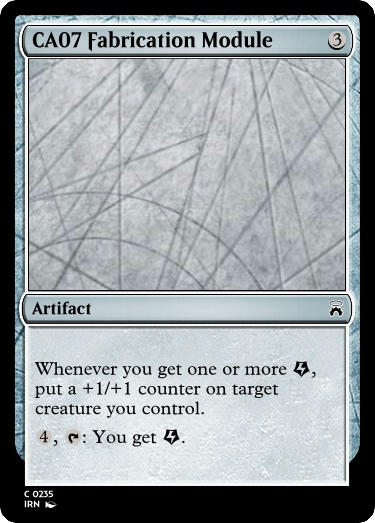 CA07 Fabrication Module 3
Artifact
Whenever you get one or more ,
put a +1/+1 counter on target
creature you control.
4 , : You get .
C 0235
IRN